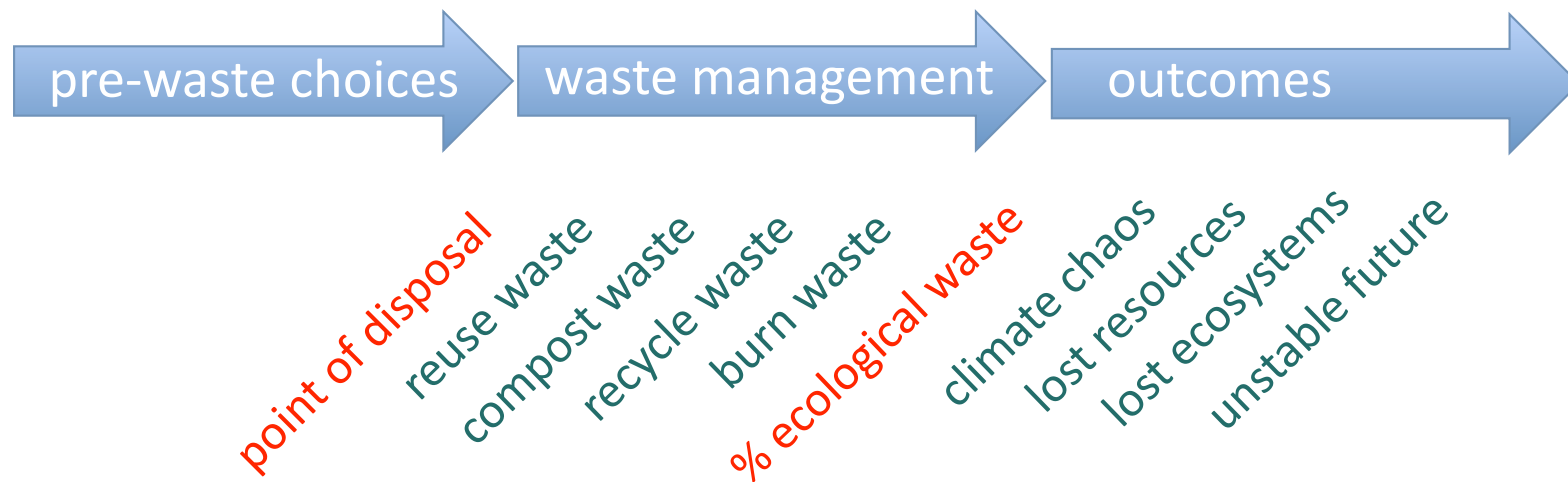 pre-waste choices
waste management
outcomes
point of disposal
reuse waste
compost waste
recycle waste
burn waste
% ecological waste
climate chaos
lost resources
lost ecosystems
unstable future